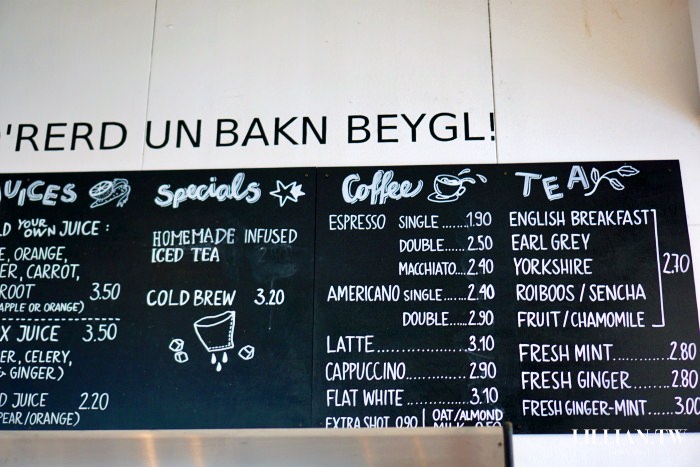 'RERD UN BAKN BEYGL!
JUICES
YOUR OWN JUICE :
ORANGE,
CARROT,
3.50
APPLE OR ORANGE)
JUICE 3.50
CELERY,
& GINGER)
JUICE 2.20
PEAR/ORANGE)
Specials
HOMEMADE INFUSED
ICED TEA
COLD BREW 3.20
Coffee
ESPRESSO SINGLE......1.90
DOUBLE......2.50
MACCHIATO....2.40
AMERICANO SINGLE......2.40
DOUBLE......2.90
LATTE......................3.10
CAPPUCCINO...............2.90
FLAT WHITE...............3.10
EXTRA SHOT 0.90 | OAT/ALMOND
MILK 0.50
TEA
ENGLISH BREAKFAST
EARL GREY
YORKSHIRE 2.70
ROIBOOS / SENCHA
FRUIT/CHAMOMILE
FRESH MINT...........2.80
FRESH GINGER........2.80
FRESH GINGER-MINT......3.00
LILLIAN.TW